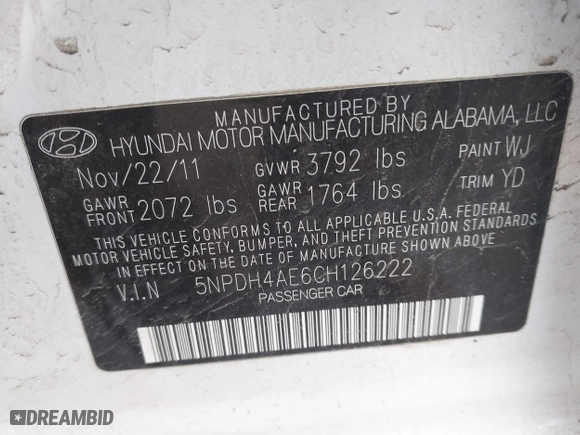 MANUFACTURED BY
HYUNDAI MOTOR MANUFACTURING ALABAMA, LLC
Nov/22/11 GVWR 3792 lbs PAINT WJ
GAWR FRONT 2072 lbs GAWR REAR 1764 lbs TRIM YD
THIS VEHICLE CONFORMS TO ALL APPLICABLE U.S.A. FEDERAL
MOTOR VEHICLE SAFETY, BUMPER, AND THEFT PREVENTION STANDARDS
IN EFFECT ON THE DATE OF MANUFACTURE SHOWN ABOVE.
V.I.N 5NPDH4AE6CH126222
PASSENGER CAR
DREAMBID